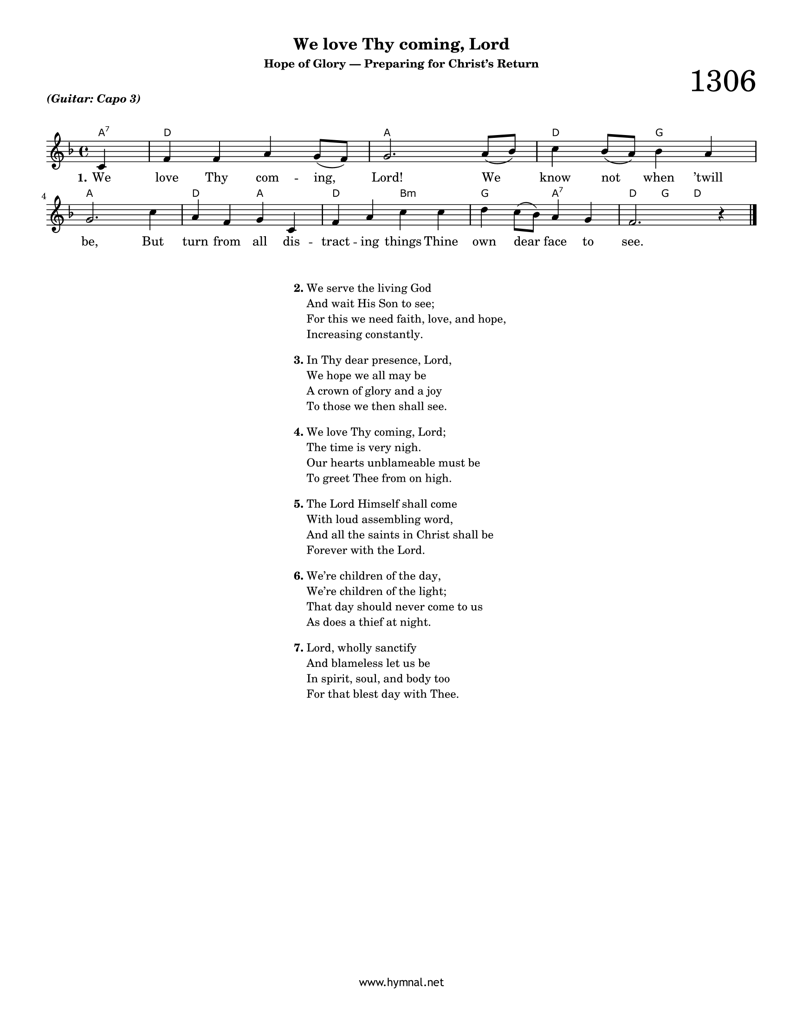 We love Thy coming, Lord
Hope of Glory — Preparing for Christ's Return
1306
(Guitar: Capo 3)
A7 D A D G
1. We love Thy com - ing, Lord! We know not when 'twill
4
A D A D Bm G A7 D G D
be, But turn from all dis - tract - ing things Thine own dear face to see.
2. We serve the living God
And wait His Son to see;
For this we need faith, love, and hope,
Increasing constantly.
3. In Thy dear presence, Lord,
We hope we all may be
A crown of glory and a joy
To those we then shall see.
4. We love Thy coming, Lord;
The time is very nigh.
Our hearts unblameable must be
To greet Thee from on high.
5. The Lord Himself shall come
With loud assembling word,
And all the saints in Christ shall be
Forever with the Lord.
6. We're children of the day,
We're children of the light;
That day should never come to us
As does a thief at night.
7. Lord, wholly sanctify
And blameless let us be
In spirit, soul, and body too
For that blest day with Thee.
www.hymnal.net